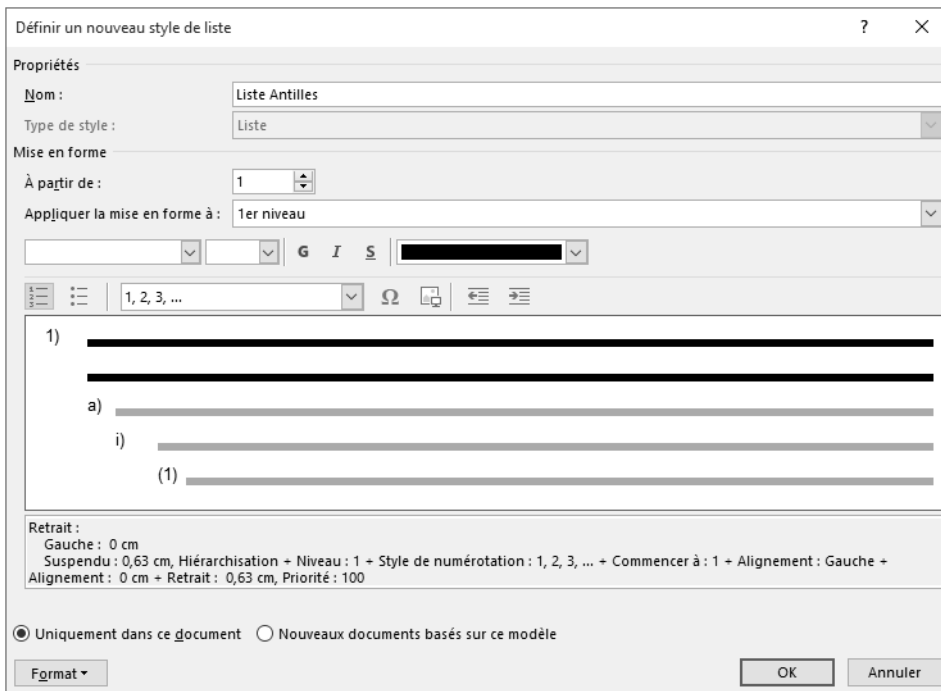 Définir un nouveau style de liste ? ×
Propriétés
Nom : Liste Antilles
Type de style : Liste
Mise en forme
À partir de : 1
Appliquer la mise en forme à : 1er niveau
G I S
1, 2, 3, ... Ω
1)
a)
i)
(1)
Retrait :
Gauche : 0 cm
Suspendu : 0,63 cm, Hiérarchisation + Niveau : 1 + Style de numérotation : 1, 2, 3, ... + Commencer à : 1 + Alignement : Gauche +
Alignement : 0 cm + Retrait : 0,63 cm, Priorité : 100
Uniquement dans ce document Nouveaux documents basés sur ce modèle
Format OK Annuler